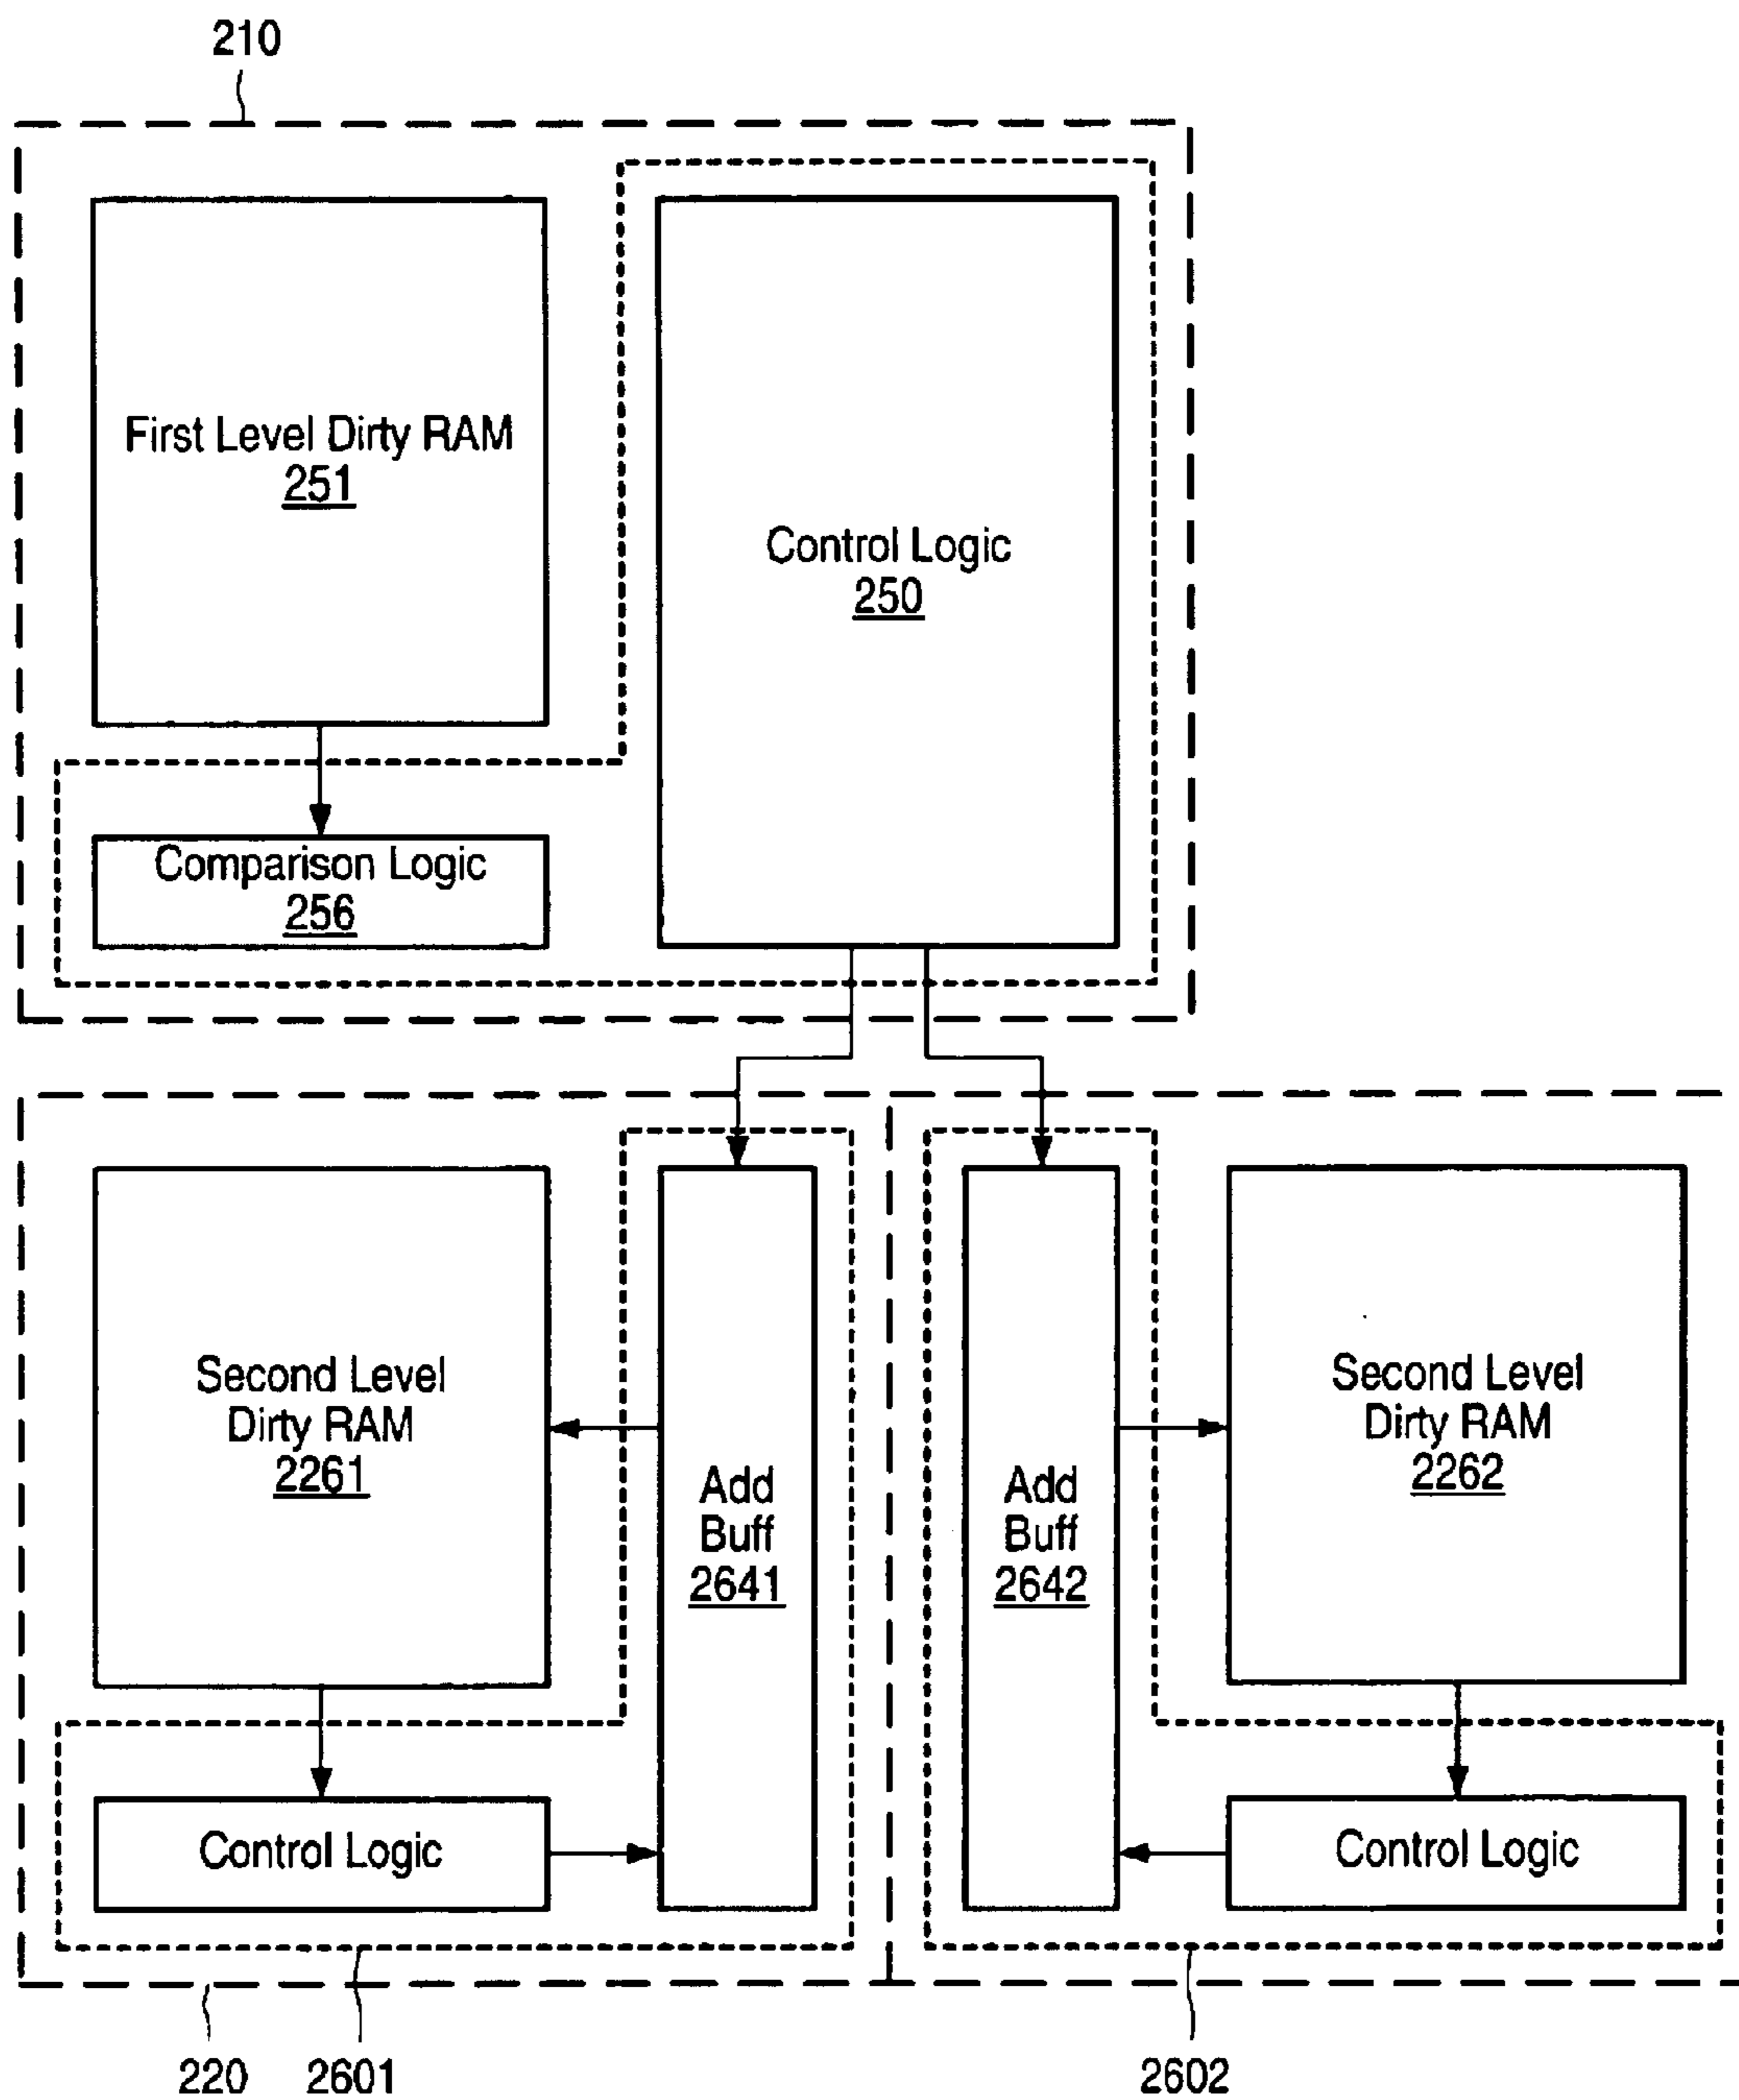 210
First Level Dirty RAM
251
Control Logic
250
Comparison Logic
256
Second Level
Dirty RAM
2261
Add
Buff
2641
Add
Buff
2642
Second Level
Dirty RAM
2262
Control Logic
Control Logic
220
2601
2602